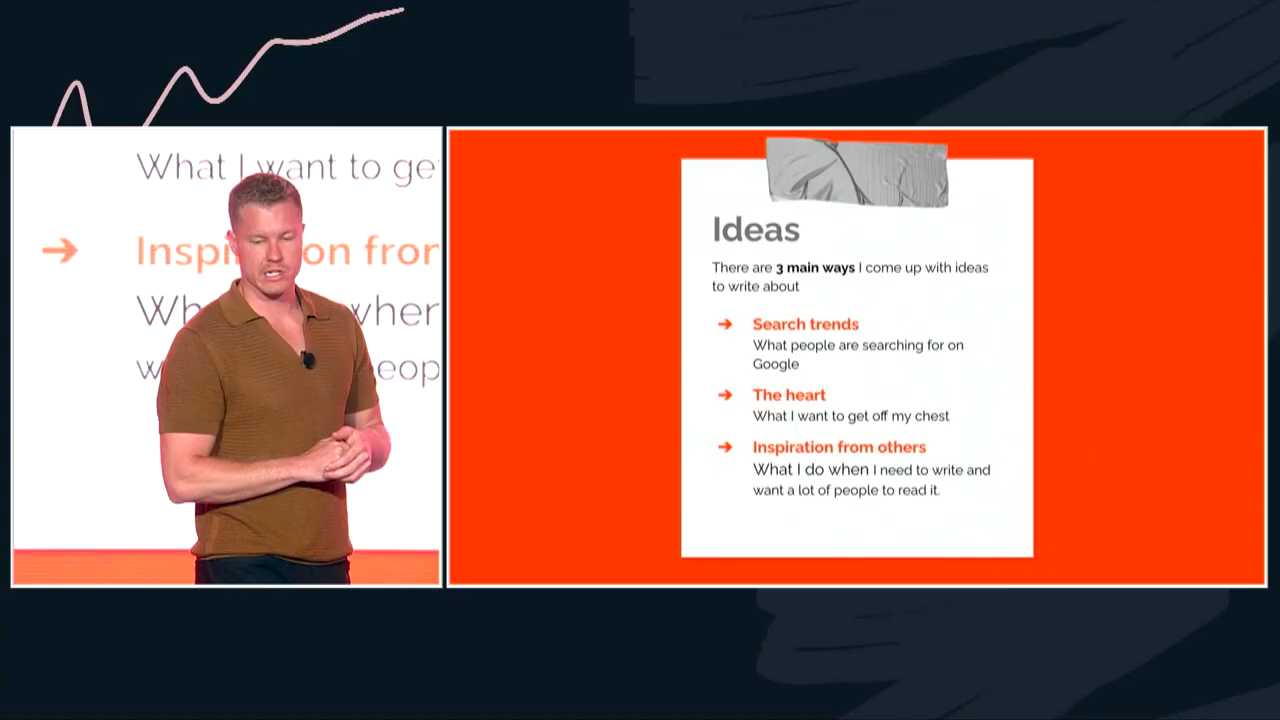 What I want to ge
Inspi on fror
Wh wher
w eop
Ideas
There are 3 main ways I come up with ideas
to write about
➔ Search trends
What people are searching for on
Google
➔ The heart
What I want to get off my chest
➔ Inspiration from others
What I do when I need to write and
want a lot of people to read it.